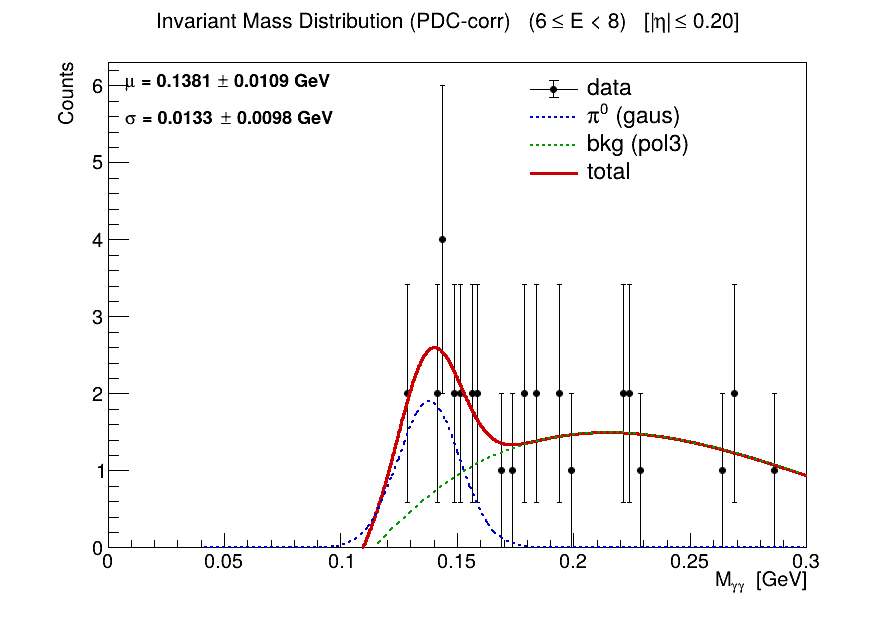 Invariant Mass Distribution (PDC-corr) (6 ≤ E < 8) [|η| ≤ 0.20]
Counts
μ = 0.1381 ± 0.0109 GeV
σ = 0.0133 ± 0.0098 GeV
data
π⁰ (gaus)
bkg (pol3)
total
6
5
4
3
2
1
0
0 0.05 0.1 0.15 0.2 0.25 0.3
M_γγ [GeV]